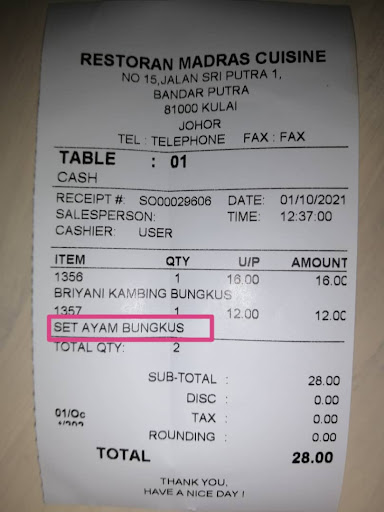 RESTORAN MADRAS CUISINE
NO 15,JALAN SRI PUTRA 1,
BANDAR PUTRA
81000 KULAI
JOHOR
TEL : TELEPHONE FAX : FAX
TABLE : 01
CASH
RECEIPT #: SO00029606 DATE: 01/10/2021
SALESPERSON: TIME: 12:37:00
CASHIER: USER
ITEM QTY U/P AMOUNT
1356 1 16.00 16.00
BRIYANI KAMBING BUNGKUS
1357 1 12.00 12.00
SET AYAM BUNGKUS
TOTAL QTY: 2
SUB-TOTAL : 28.00
DISC : 0.00
01/Oc TAX : 0.00
ROUNDING : 0.00
TOTAL 28.00
THANK YOU,
HAVE A NICE DAY !